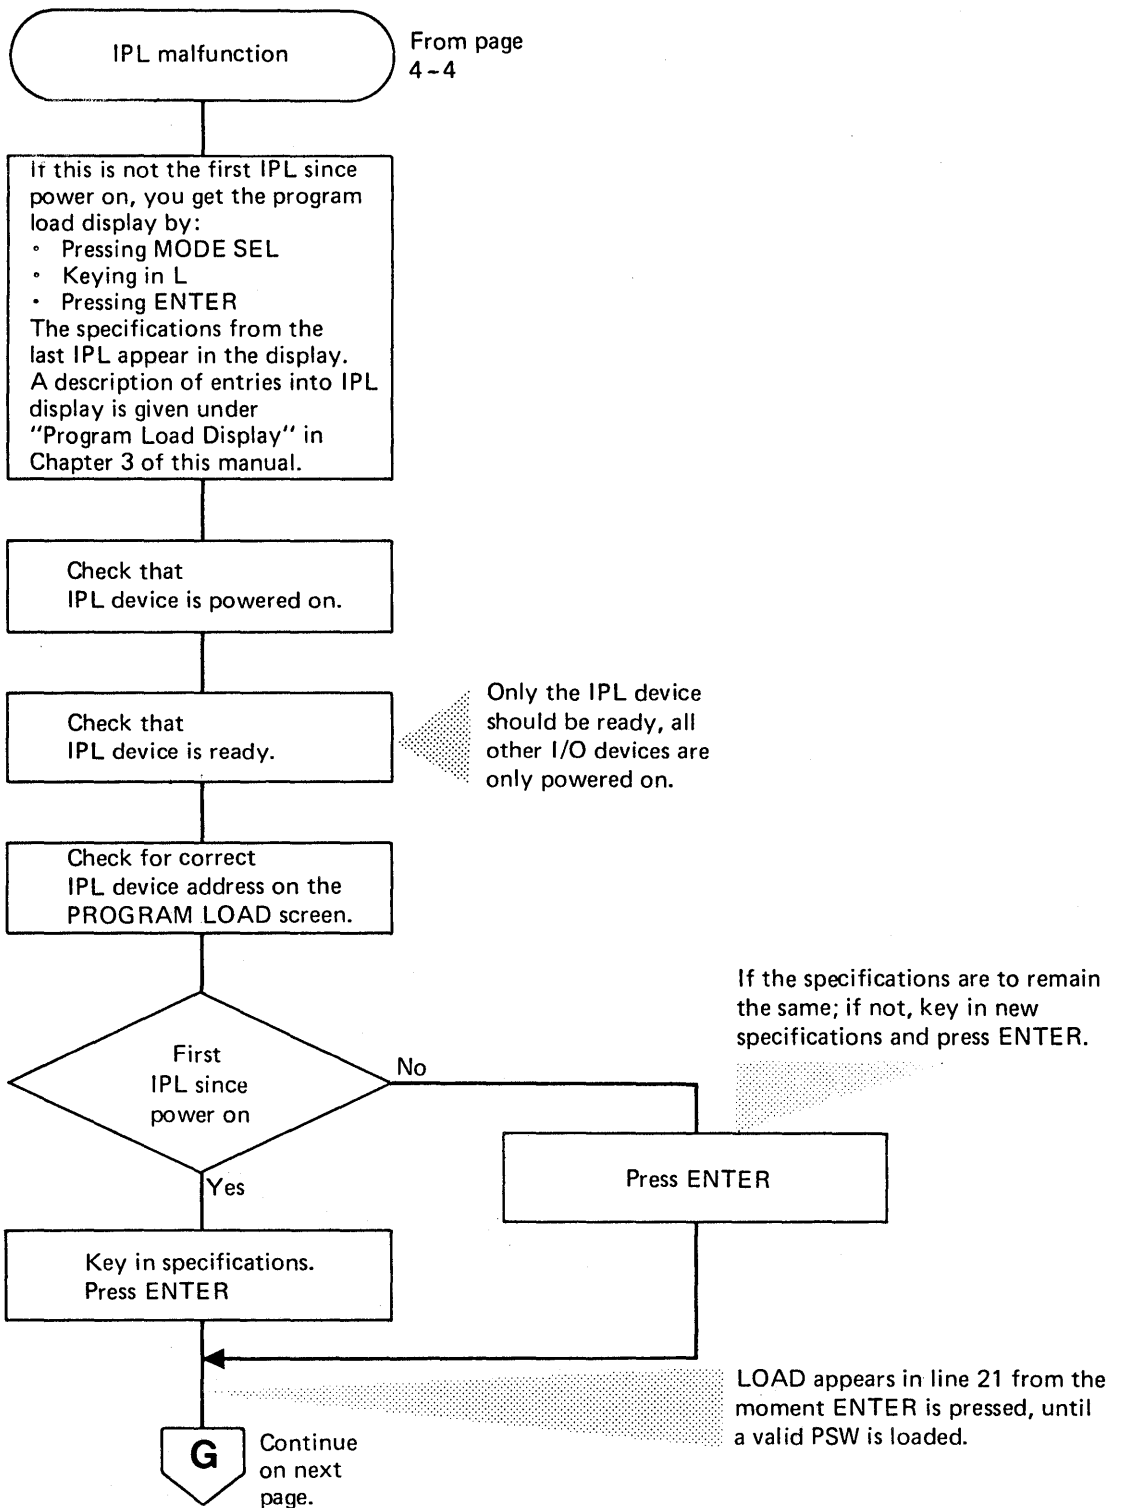 IPL malfunction
From page
4-4
If this is not the first IPL since
power on, you get the program
load display by:
◦ Pressing MODE SEL
◦ Keying in L
• Pressing ENTER
The specifications from the
last IPL appear in the display.
A description of entries into IPL
display is given under
"Program Load Display" in
Chapter 3 of this manual.
Check that
IPL device is powered on.
Check that
IPL device is ready.
Only the IPL device
should be ready, all
other I/O devices are
only powered on.
Check for correct
IPL device address on the
PROGRAM LOAD screen.
First
IPL since
power on
No
If the specifications are to remain
the same; if not, key in new
specifications and press ENTER.
Press ENTER
Yes
Key in specifications.
Press ENTER
LOAD appears in line 21 from the
moment ENTER is pressed, until
a valid PSW is loaded.
G
Continue
on next
page.